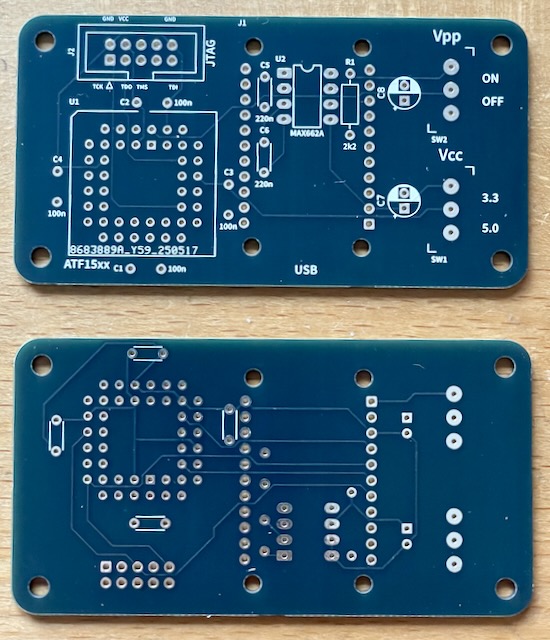 GND VCC GND
J1
J2
JTAG
TCK TDO TMS TDI
U1
C2 100n
C4
100n
C3
100n
8683889A_Y59_250517
ATF15xx
C1 100n
C5
220n
C6
220n
U2
MAX662A
R1
2k2
C8
C7
USB
Vpp
ON
OFF
SW2
Vcc
3.3
5.0
SW1